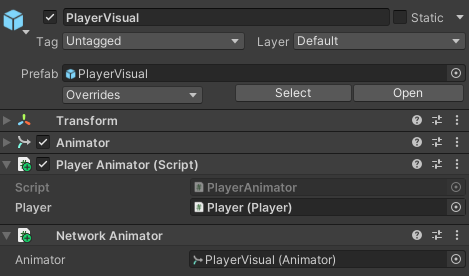 PlayerVisual Static
Tag Untagged Layer Default
Prefab PlayerVisual
Overrides Select Open
Transform
Animator
Player Animator (Script)
Script PlayerAnimator
Player Player (Player)
Network Animator
Animator PlayerVisual (Animator)